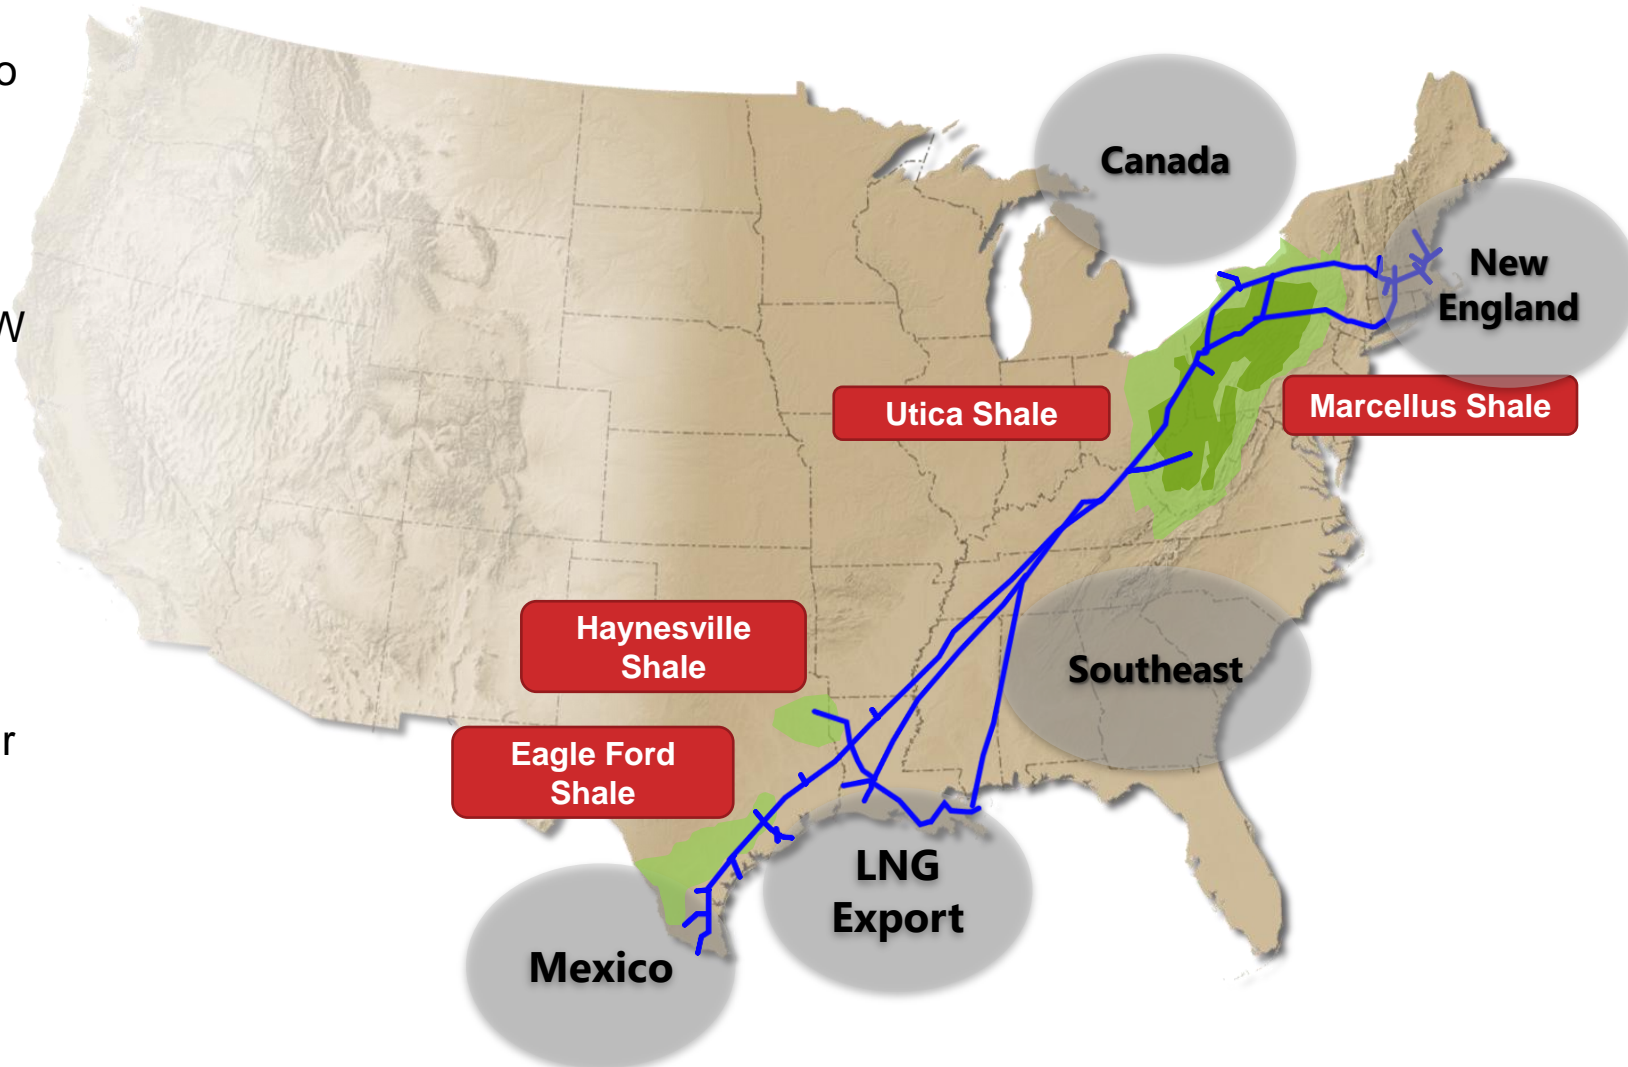 o
Canada
New
England
W
Utica Shale
Marcellus Shale
Haynesville
Shale
Southeast
r
Eagle Ford
Shale
LNG
Export
Mexico